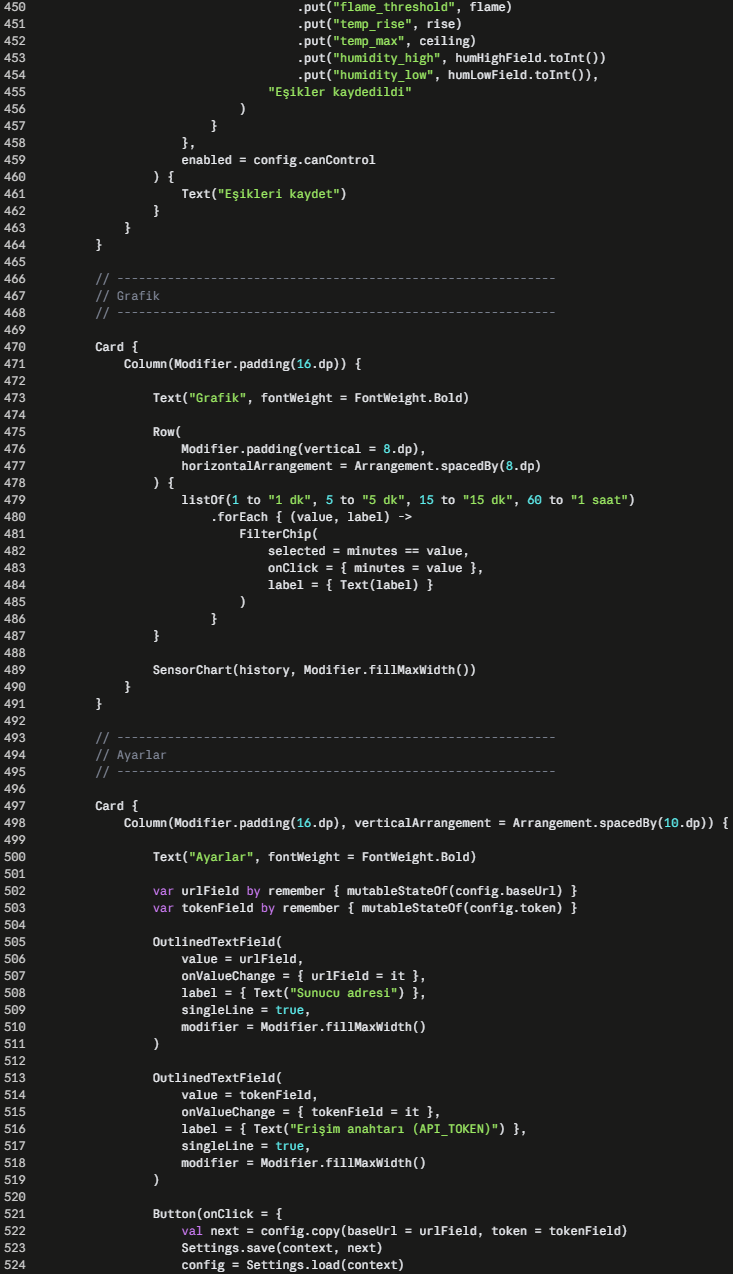 450                                     .put("flame_threshold", flame)
451                                     .put("temp_rise", rise)
452                                     .put("temp_max", ceiling)
453                                     .put("humidity_high", humHighField.toInt())
454                                     .put("humidity_low", humLowField.toInt()),
455                                 "Eşikler kaydedildi"
456                             )
457                         }
458                     },
459                     enabled = config.canControl
460                 ) {
461                     Text("Eşikleri kaydet")
462                 }
463             }
464         }
465
466         // -------------------------------------------------------------
467         // Grafik
468         // -------------------------------------------------------------
469
470         Card {
471             Column(Modifier.padding(16.dp)) {
472
473                 Text("Grafik", fontWeight = FontWeight.Bold)
474
475                 Row(
476                     Modifier.padding(vertical = 8.dp),
477                     horizontalArrangement = Arrangement.spacedBy(8.dp)
478                 ) {
479                     listOf(1 to "1 dk", 5 to "5 dk", 15 to "15 dk", 60 to "1 saat")
480                         .forEach { (value, label) ->
481                             FilterChip(
482                                 selected = minutes == value,
483                                 onClick = { minutes = value },
484                                 label = { Text(label) }
485                             )
486                         }
487                 }
488
489                 SensorChart(history, Modifier.fillMaxWidth())
490             }
491         }
492
493         // -------------------------------------------------------------
494         // Ayarlar
495         // -------------------------------------------------------------
496
497         Card {
498             Column(Modifier.padding(16.dp), verticalArrangement = Arrangement.spacedBy(10.dp)) {
499
500                 Text("Ayarlar", fontWeight = FontWeight.Bold)
501
502                 var urlField by remember { mutableStateOf(config.baseUrl) }
503                 var tokenField by remember { mutableStateOf(config.token) }
504
505                 OutlinedTextField(
506                     value = urlField,
507                     onValueChange = { urlField = it },
508                     label = { Text("Sunucu adresi") },
509                     singleLine = true,
510                     modifier = Modifier.fillMaxWidth()
511                 )
512
513                 OutlinedTextField(
514                     value = tokenField,
515                     onValueChange = { tokenField = it },
516                     label = { Text("Erişim anahtarı (API_TOKEN)") },
517                     singleLine = true,
518                     modifier = Modifier.fillMaxWidth()
519                 )
520
521                 Button(onClick = {
522                     val next = config.copy(baseUrl = urlField, token = tokenField)
523                     Settings.save(context, next)
524                     config = Settings.load(context)